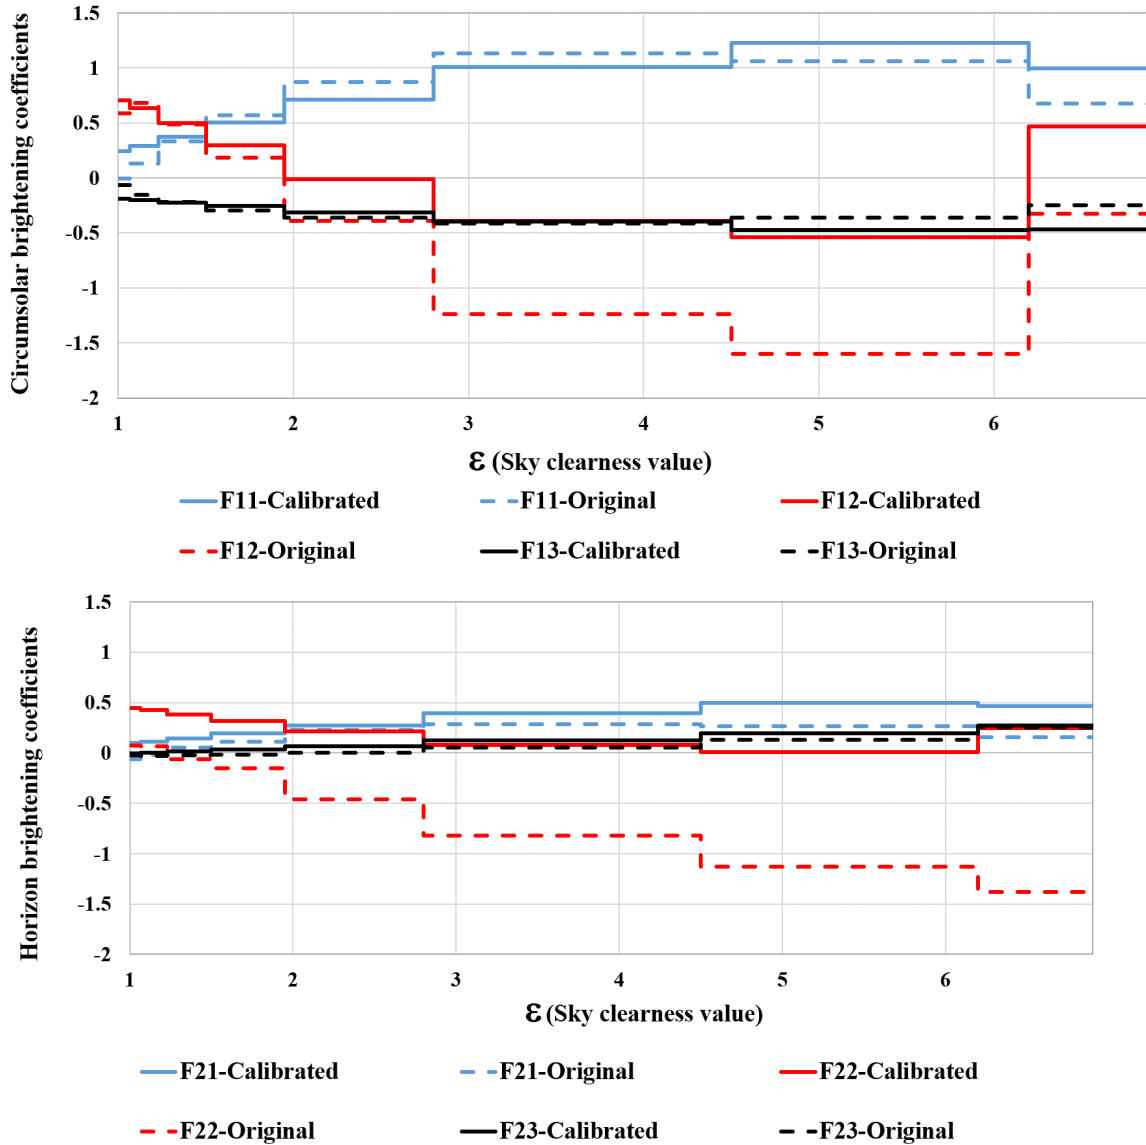 Circumsolar brightening coefficients
1.5
1
0.5
0
-0.5
-1
-1.5
-2
1 2 3 4 5 6
ε (Sky clearness value)
F11-Calibrated F11-Original F12-Calibrated
F12-Original F13-Calibrated F13-Original
Horizon brightening coefficients
1.5
1
0.5
0
-0.5
-1
-1.5
-2
1 2 3 4 5 6
ε (Sky clearness value)
F21-Calibrated F21-Original F22-Calibrated
F22-Original F23-Calibrated F23-Original